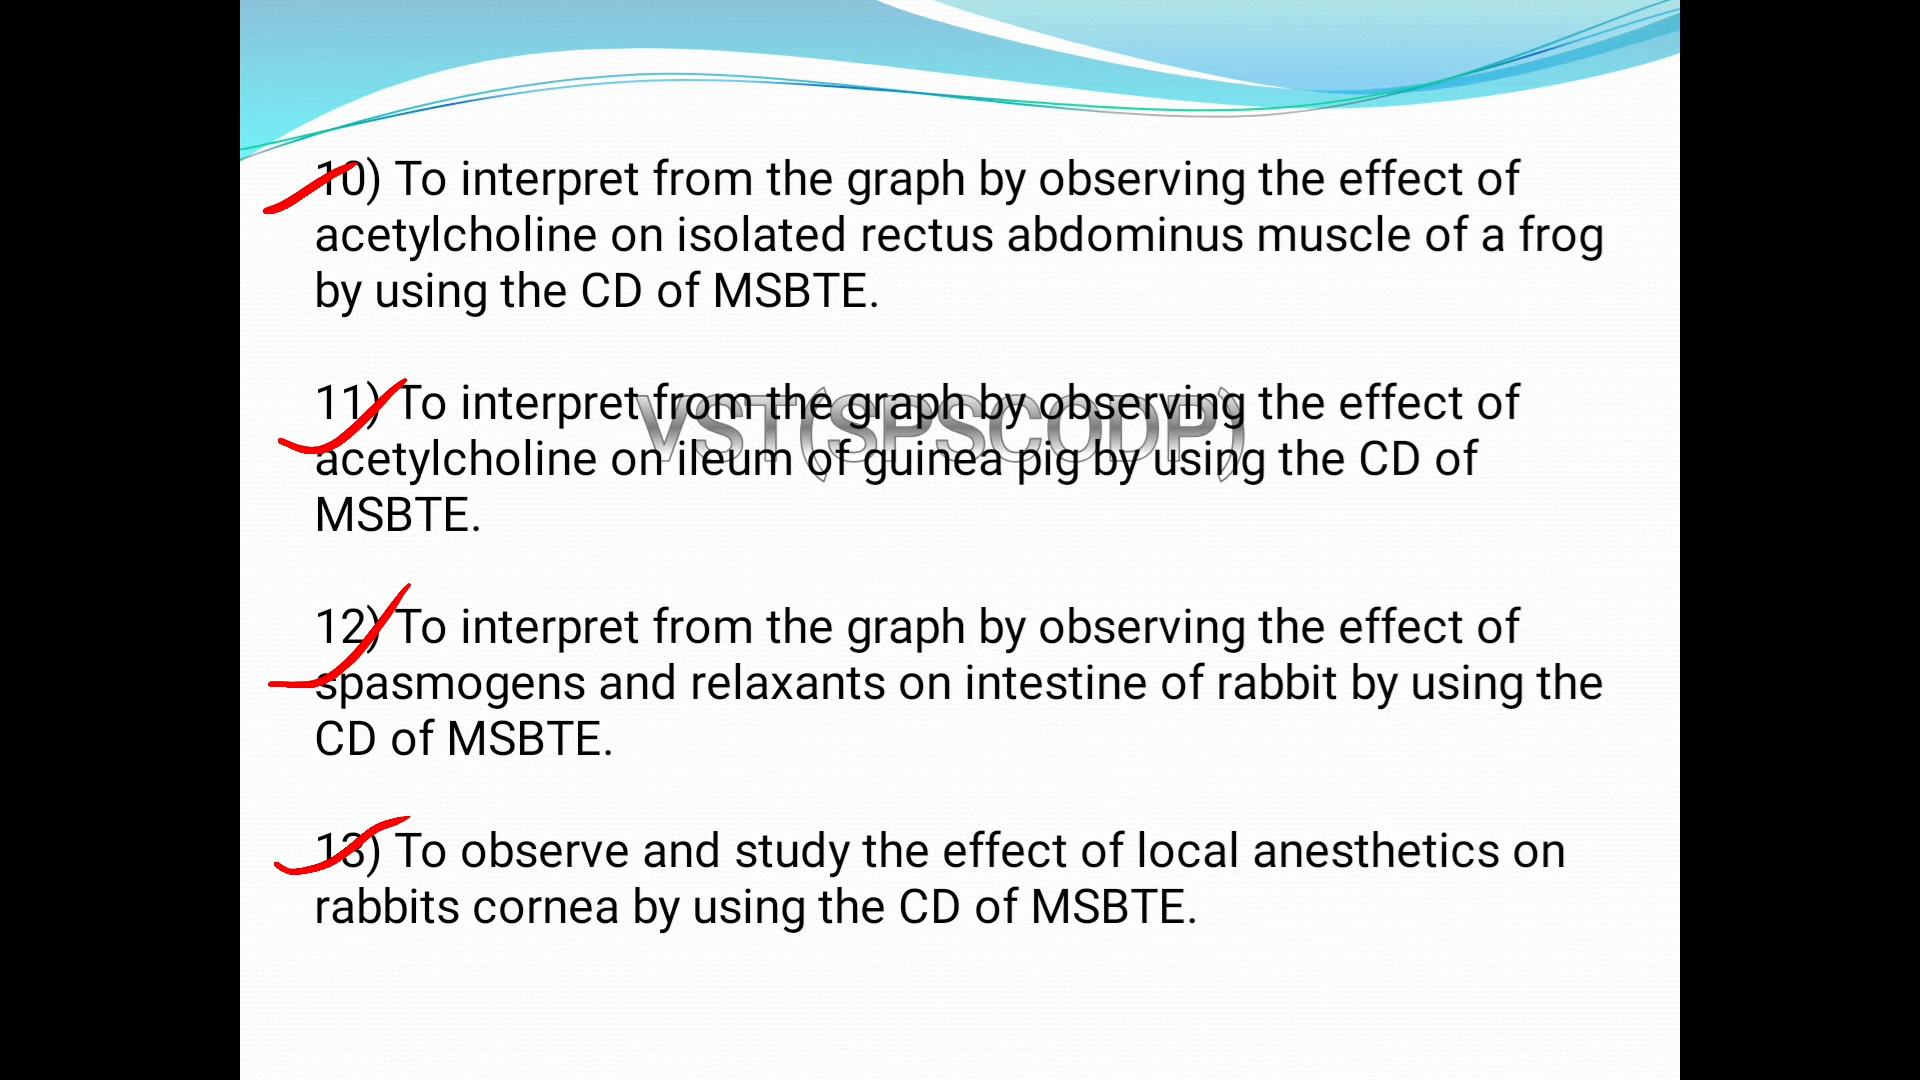 10) To interpret from the graph by observing the effect of
acetylcholine on isolated rectus abdominus muscle of a frog
by using the CD of MSBTE.
11) To interpret from the graph by observing the effect of
VST(SPSCODP)
acetylcholine on ileum of guinea pig by using the CD of
MSBTE.
12) To interpret from the graph by observing the effect of
spasmogens and relaxants on intestine of rabbit by using the
CD of MSBTE.
13) To observe and study the effect of local anesthetics on
rabbits cornea by using the CD of MSBTE.